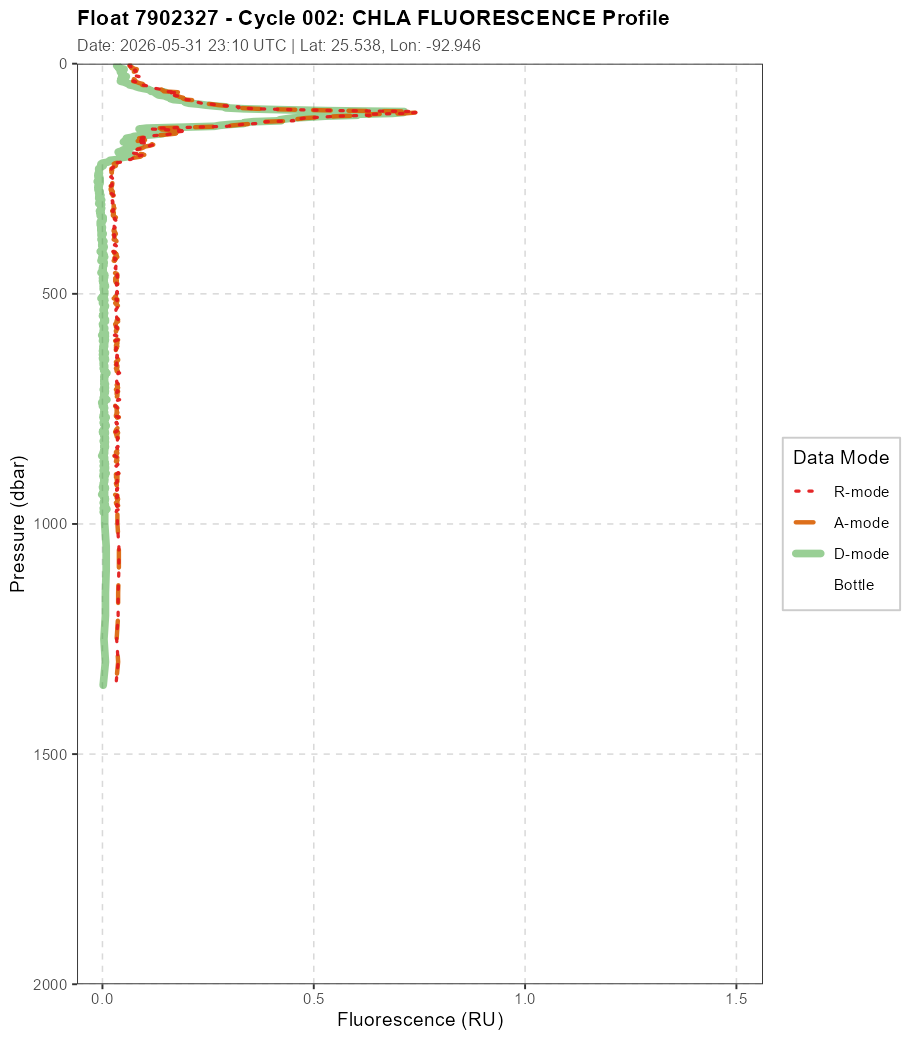 Float 7902327 - Cycle 002: CHLA FLUORESCENCE Profile
Date: 2026-05-31 23:10 UTC | Lat: 25.538, Lon: -92.946
0
500
1000
1500
2000
Pressure (dbar)
0.0
0.5
1.0
1.5
Fluorescence (RU)
Data Mode
R-mode
A-mode
D-mode
Bottle